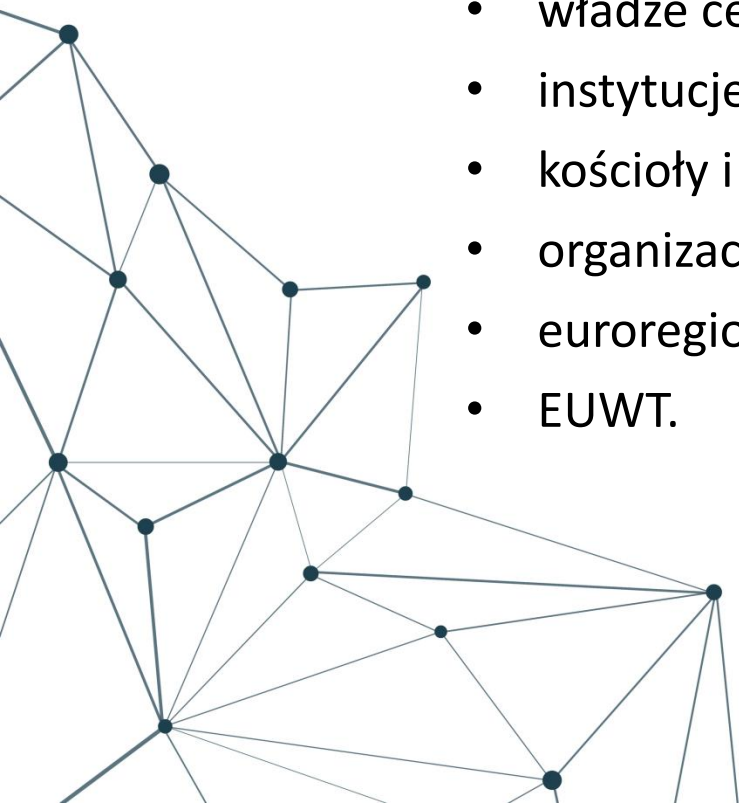 • władze ce
• instytucje
• kościoły i
• organizac
• euroregio
• EUWT.